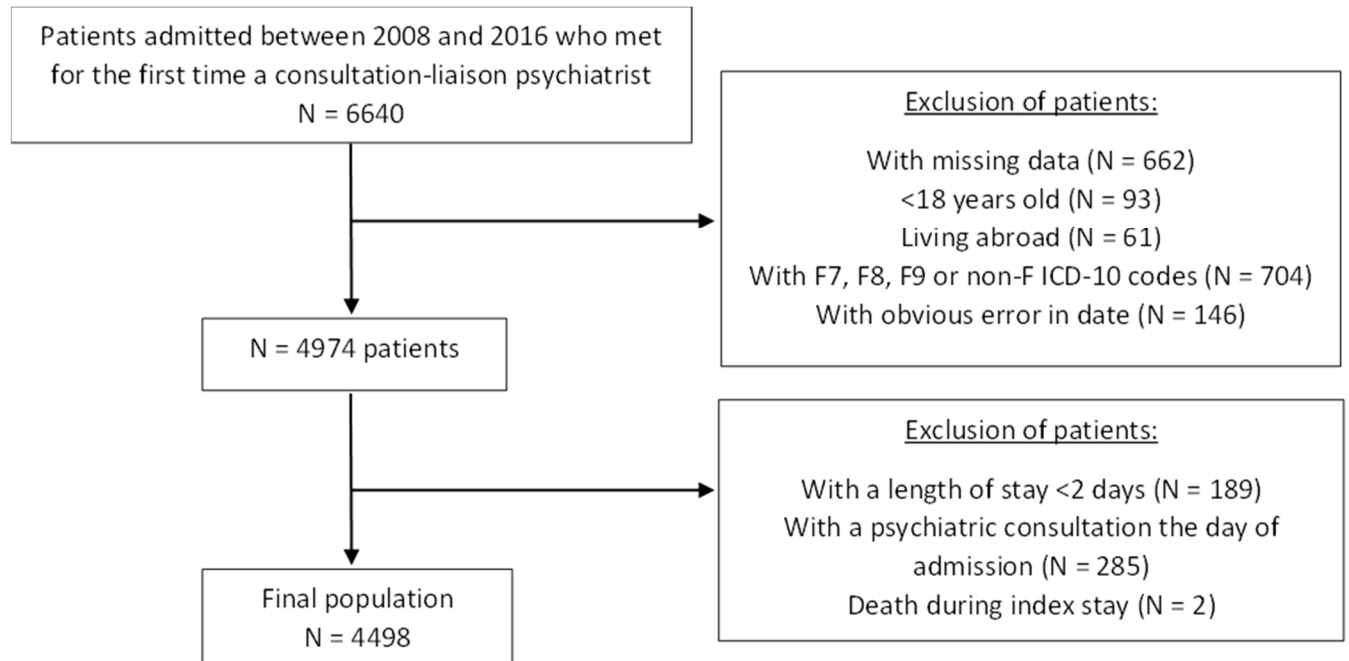 Patients admitted between 2008 and 2016 who met
for the first time a consultation-liaison psychiatrist
N = 6640
Exclusion of patients:
With missing data (N = 662)
<18 years old (N = 93)
Living abroad (N = 61)
With F7, F8, F9 or non-F ICD-10 codes (N = 704)
With obvious error in date (N = 146)
N = 4974 patients
Exclusion of patients:
With a length of stay <2 days (N = 189)
With a psychiatric consultation the day of
admission (N = 285)
Death during index stay (N = 2)
Final population
N = 4498